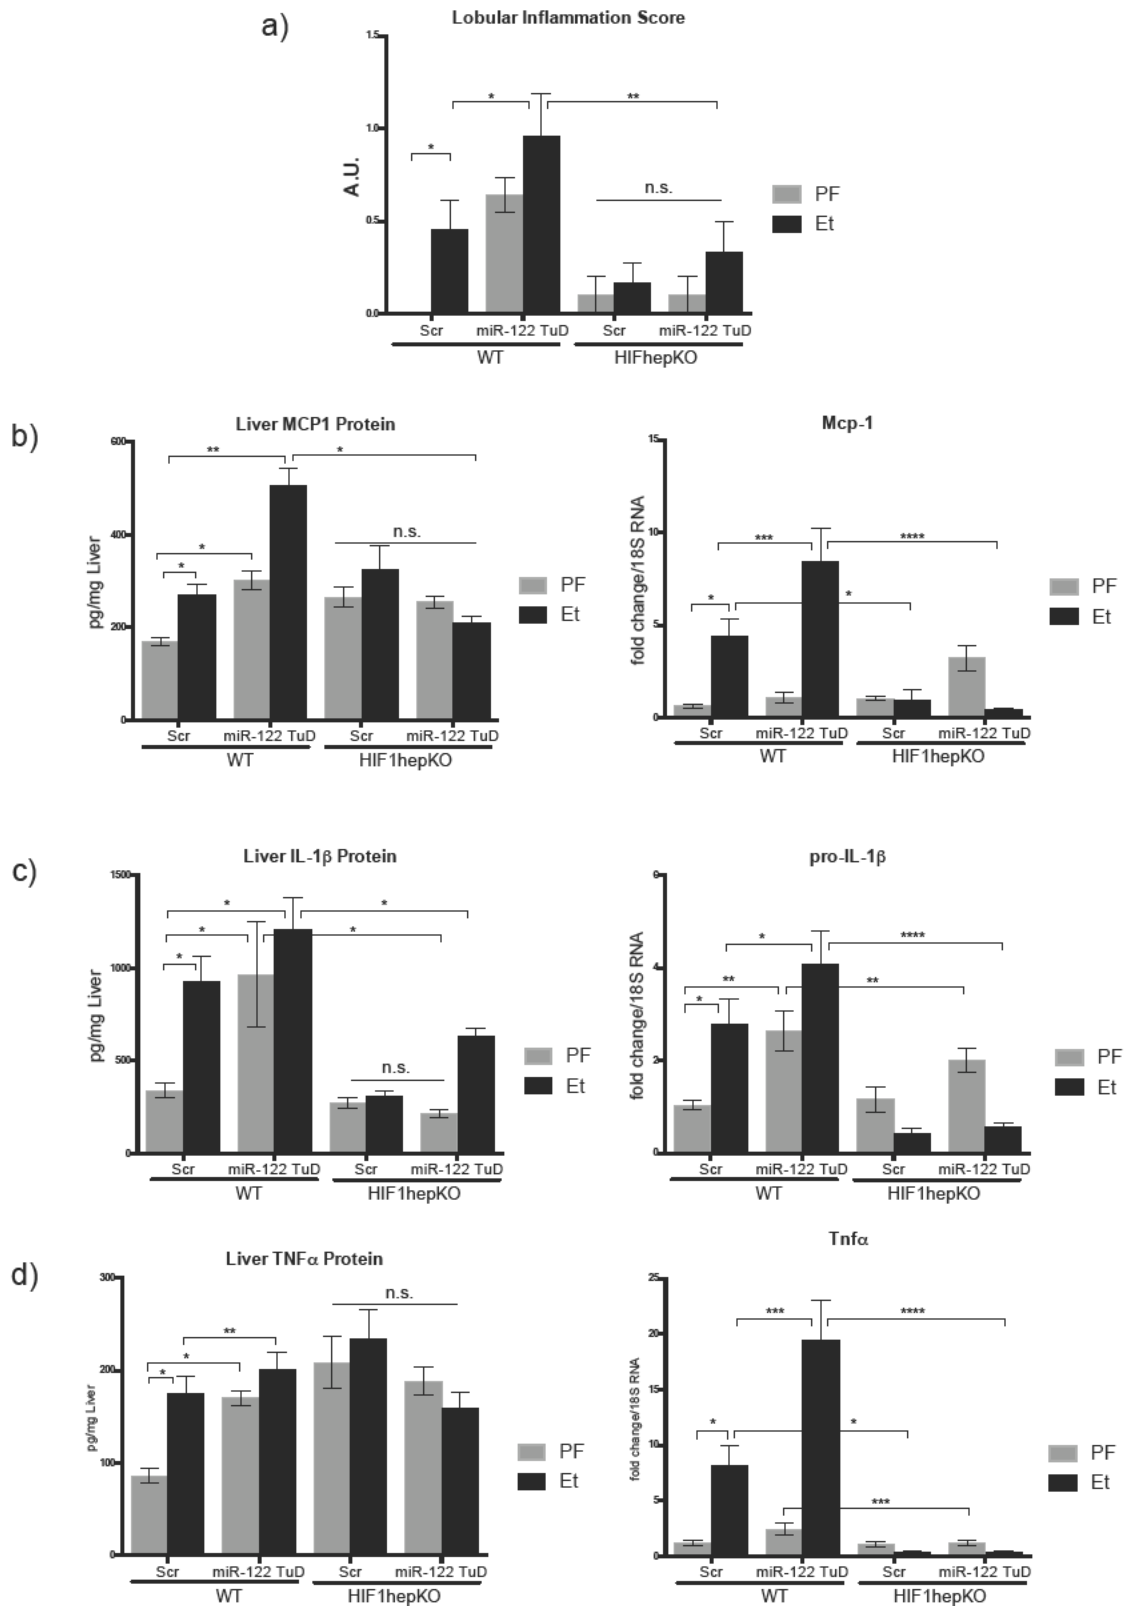 a)
Lobular Inflammation Score
1.5
1.0
0.5
0.0
A.U.
*
*
**
n.s.
PF
Et
Scr
miR-122 TuD
Scr
miR-122 TuD
WT
HIFhepKO
b)
Liver MCP1 Protein
600
400
200
0
pg/mg Liver
**
*
*
*
n.s.
PF
Et
Scr
miR-122 TuD
Scr
miR-122 TuD
WT
HIF1hepKO
Mcp-1
15
10
5
0
fold change/18S RNA
***
****
*
*
PF
Et
Scr
miR-122 TuD
Scr
miR-122 TuD
WT
HIF1hepKO
c)
Liver IL-1β Protein
1500
1000
500
0
pg/mg Liver
*
*
*
*
*
n.s.
PF
Et
Scr
miR-122 TuD
Scr
miR-122 TuD
WT
HIF1hepKO
pro-IL-1β
6
4
2
0
fold change/18S RNA
*
****
**
**
*
PF
Et
Scr
miR-122 TuD
Scr
miR-122 TuD
WT
HIF1hepKO
d)
Liver TNFα Protein
300
200
100
0
pg/mg Liver
n.s.
**
*
*
PF
Et
Scr
miR-122 TuD
Scr
miR-122 TuD
WT
HIF1hepKO
Tnfα
25
20
15
10
5
0
fold change/18S RNA
***
****
*
*
***
PF
Et
Scr
miR-122 TuD
Scr
miR-122 TuD
WT
HIF1hepKO